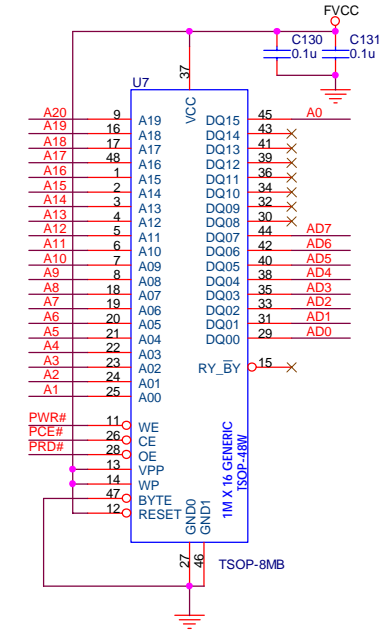 FVCC
C130
0.1u
C131
0.1u
U7
37
VCC
A20 9 A19 DQ15 45 A0
A19 16 A18 DQ14 43
A18 17 A17 DQ13 41
A17 48 A16 DQ12 39
A16 1 A15 DQ11 36
A15 2 A14 DQ10 34
A14 3 A13 DQ09 32
A13 4 A12 DQ08 30
A12 5 A11 DQ07 44 AD7
A11 6 A10 DQ06 42 AD6
A10 7 A09 DQ05 40 AD5
A9 8 A08 DQ04 38 AD4
A8 18 A07 DQ03 35 AD3
A7 19 A06 DQ02 33 AD2
A6 20 A05 DQ01 31 AD1
A5 21 A04 DQ00 29 AD0
A4 22 A03
A3 23 A02 RY_BY 15
A2 24 A01
A1 25 A00
PWR# 11 WE
PCE# 26 CE
PRD# 28 OE
13 VPP
14 WP
47 BYTE
12 RESET
1M X 16 GENERIC
TSOP-48W
GND0
GND1
27
46
TSOP-8MB